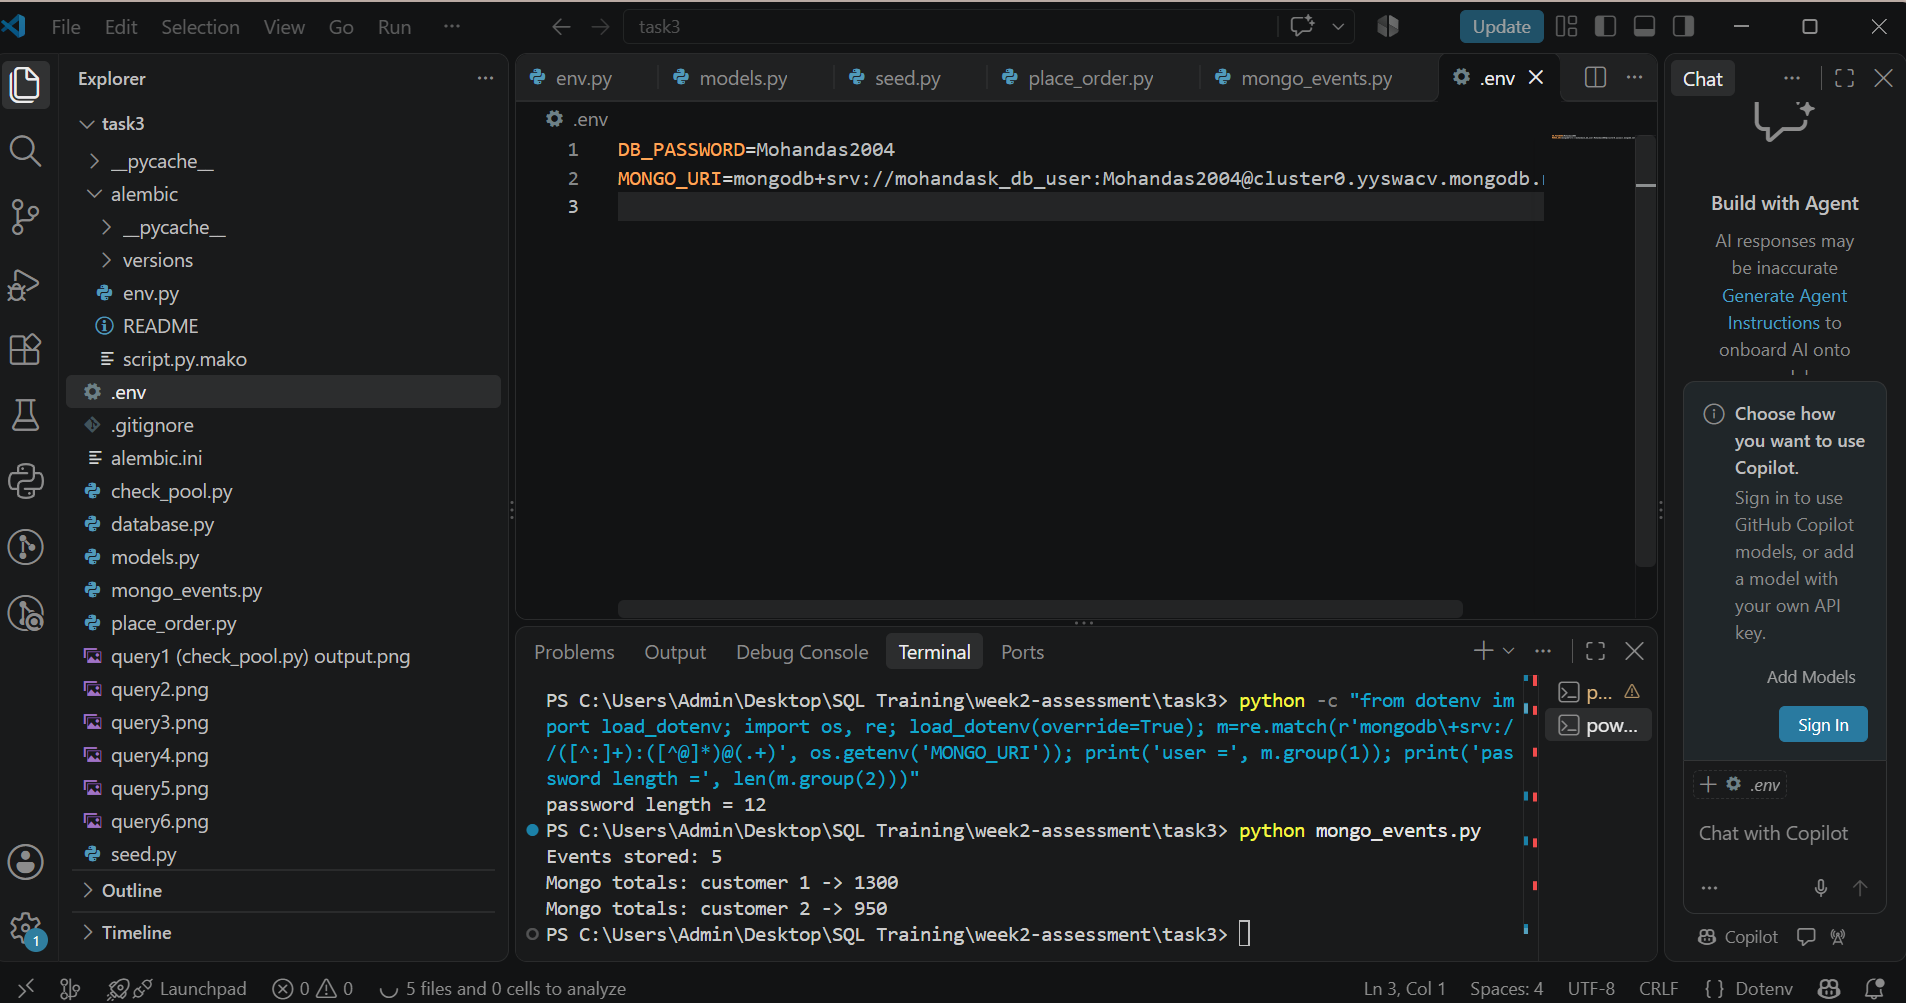 File Edit Selection View Go Run ··· task3 Update
Explorer ···
task3
__pycache__
alembic
__pycache__
versions
env.py
README
script.py.mako
.env
.gitignore
alembic.ini
check_pool.py
database.py
models.py
mongo_events.py
place_order.py
query1 (check_pool.py) output.png
query2.png
query3.png
query4.png
query5.png
query6.png
seed.py
Outline
Timeline
1
env.py models.py seed.py place_order.py mongo_events.py .env
.env
1 DB_PASSWORD=Mohandas2004
2 MONGO_URI=mongodb+srv://mohandask_db_user:Mohandas2004@cluster0.yyswacv.mongodb.
3
Problems Output Debug Console Terminal Ports
PS C:\Users\Admin\Desktop\SQL Training\week2-assessment\task3> python -c "from dotenv im
port load_dotenv; import os, re; load_dotenv(override=True); m=re.match(r'mongodb\+srv:/
/([^:]+):([^@]*)@(.+)', os.getenv('MONGO_URI')); print('user =', m.group(1)); print('pas
sword length =', len(m.group(2)))"
password length = 12
PS C:\Users\Admin\Desktop\SQL Training\week2-assessment\task3> python mongo_events.py
Events stored: 5
Mongo totals: customer 1 -> 1300
Mongo totals: customer 2 -> 950
PS C:\Users\Admin\Desktop\SQL Training\week2-assessment\task3>
p...
pow...
Chat
Build with Agent
AI responses may
be inaccurate
Generate Agent
Instructions to
onboard AI onto
Choose how
you want to use
Copilot.
Sign in to use
GitHub Copilot
models, or add
a model with
your own API
key.
Add Models
Sign In
.env
Chat with Copilot
Copilot
Launchpad 0 0 5 files and 0 cells to analyze Ln 3, Col 1 Spaces: 4 UTF-8 CRLF { } Dotenv